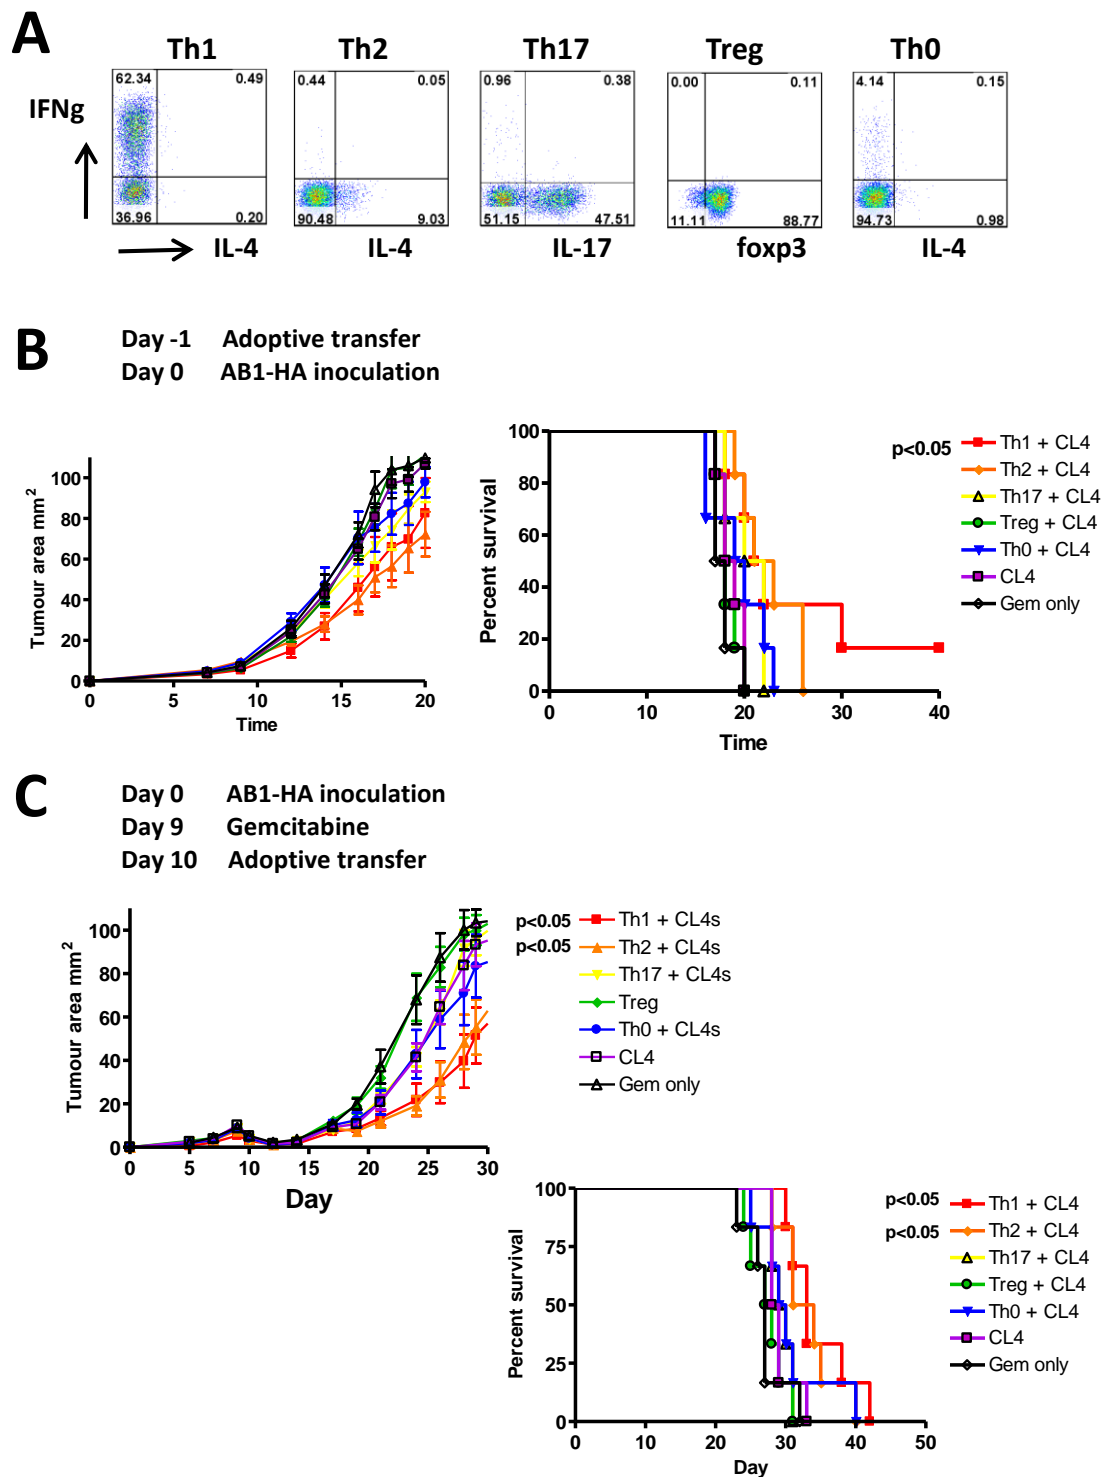 A
Th1 Th2 Th17 Treg Th0
IFNg
62.34 0.49
36.96 0.20
0.44 0.05
90.48 9.03
0.96 0.38
51.15 47.51
0.00 0.11
11.11 88.77
4.14 0.15
94.73 0.98
IL-4 IL-4 IL-17 foxp3 IL-4
B
Day -1 Adoptive transfer
Day 0 AB1-HA inoculation
Tumour area mm²
100
80
60
40
20
0
0 5 10 15 20
Time
Percent survival
100
80
60
40
20
0
0 10 20 30 40
Time
p<0.05 Th1 + CL4
Th2 + CL4
Th17 + CL4
Treg + CL4
Th0 + CL4
CL4
Gem only
C
Day 0 AB1-HA inoculation
Day 9 Gemcitabine
Day 10 Adoptive transfer
Tumour area mm²
100
80
60
40
20
0
0 5 10 15 20 25 30
Day
p<0.05 Th1 + CL4s
p<0.05 Th2 + CL4s
Th17 + CL4s
Treg
Th0 + CL4s
CL4
Gem only
Percent survival
100
75
50
25
0
0 10 20 30 40 50
Day
p<0.05 Th1 + CL4
p<0.05 Th2 + CL4
Th17 + CL4
Treg + CL4
Th0 + CL4
CL4
Gem only